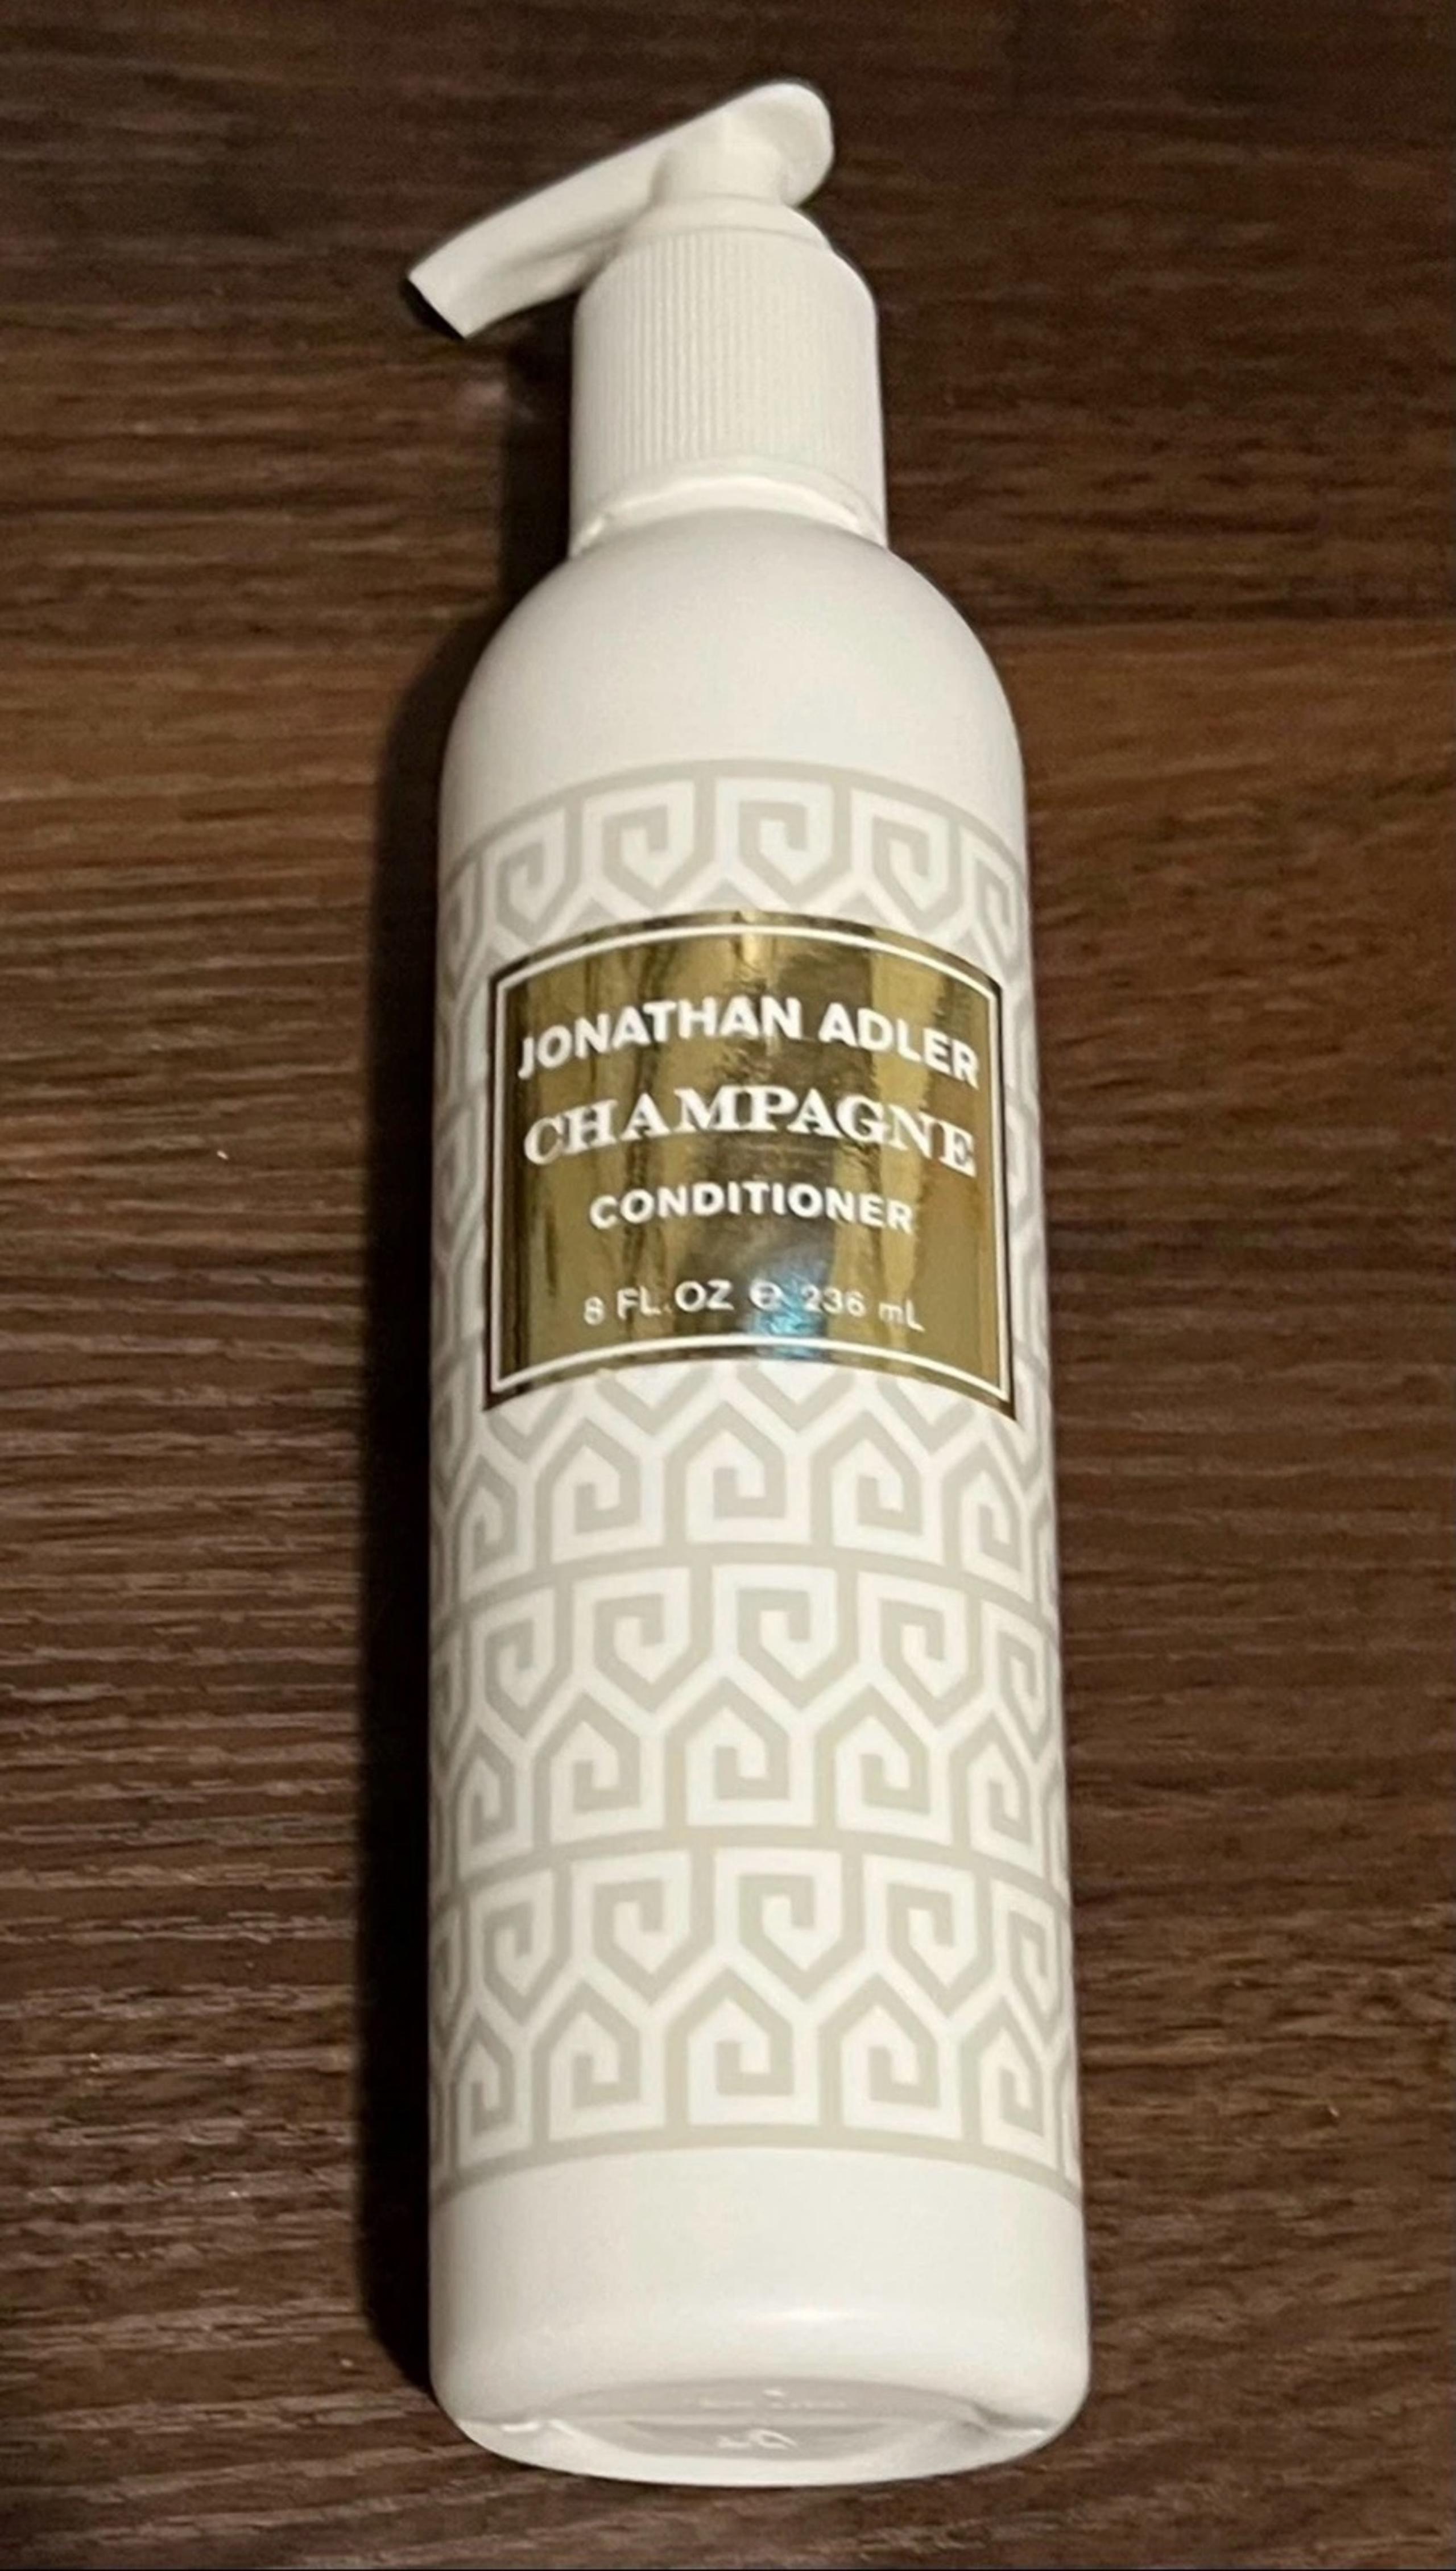 JONATHAN ADLER
CHAMPAGNE
CONDITIONER
8 FL.OZ ℮ 236 mL